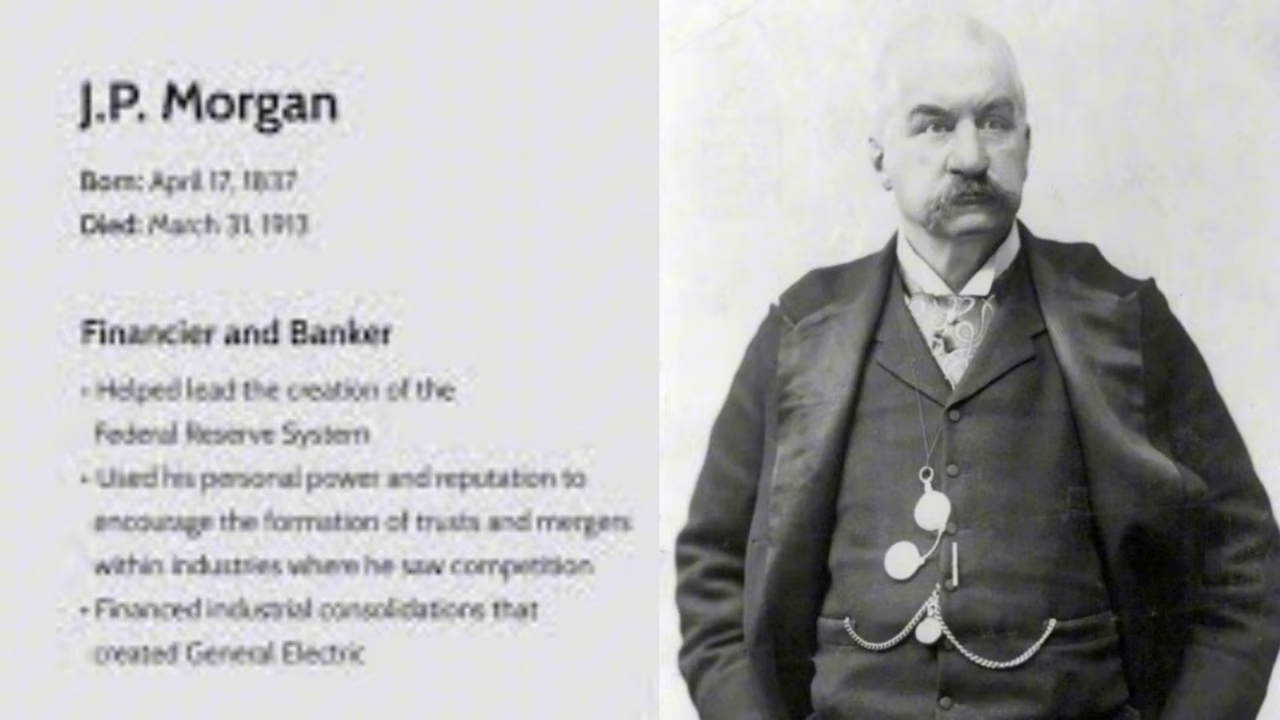 J.P. Morgan
Born: April 17, 1837
Died: March 31, 1913
Financier and Banker
• Helped lead the creation of the
Federal Reserve System
• Used his personal power and reputation to
encourage the formation of trusts and mergers
within industries where he saw competition
• Financed industrial consolidations that
created General Electric